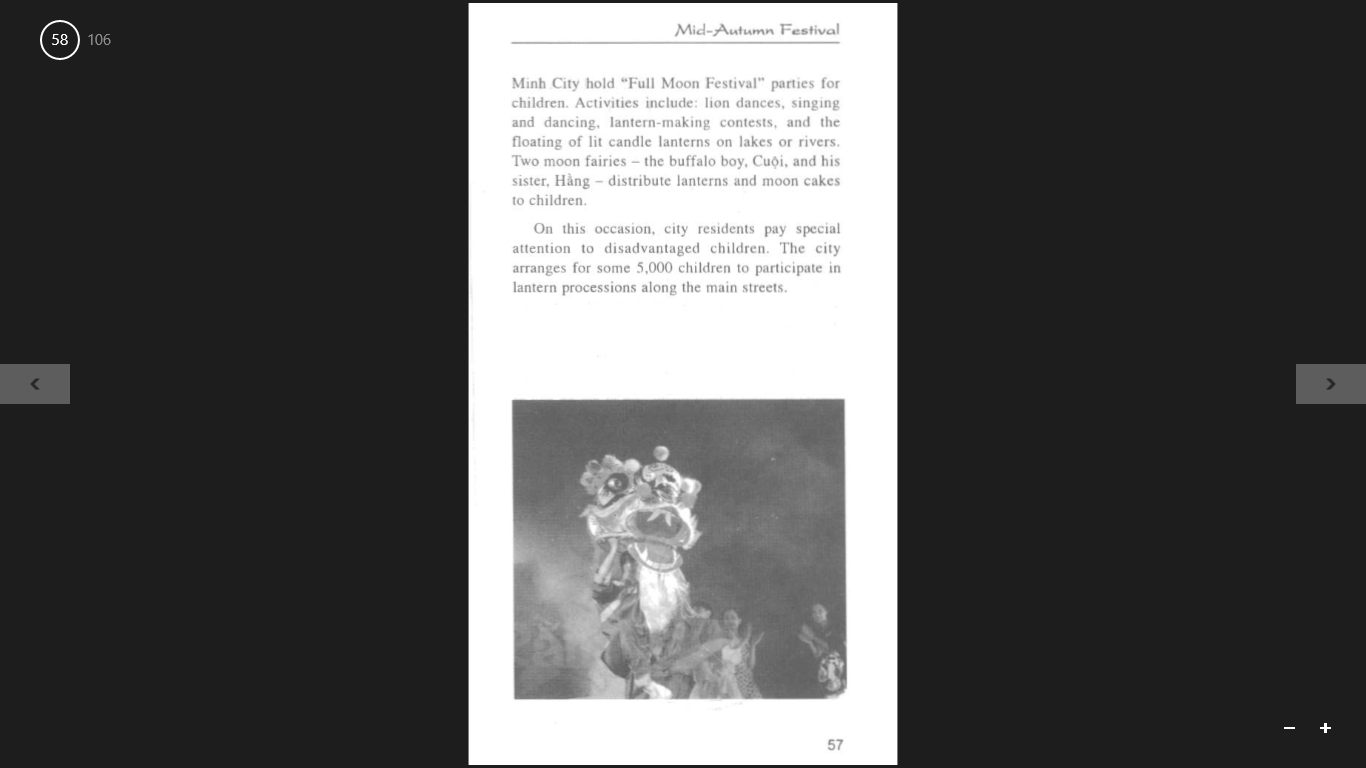 58 106
Mid-Autumn Festival
Minh City hold “Full Moon Festival” parties for
children. Activities include: lion dances, singing
and dancing, lantern-making contests, and the
floating of lit candle lanterns on lakes or rivers.
Two moon fairies – the buffalo boy, Cuội, and his
sister, Hằng – distribute lanterns and moon cakes
to children.
On this occasion, city residents pay special
attention to disadvantaged children. The city
arranges for some 5,000 children to participate in
lantern processions along the main streets.
57